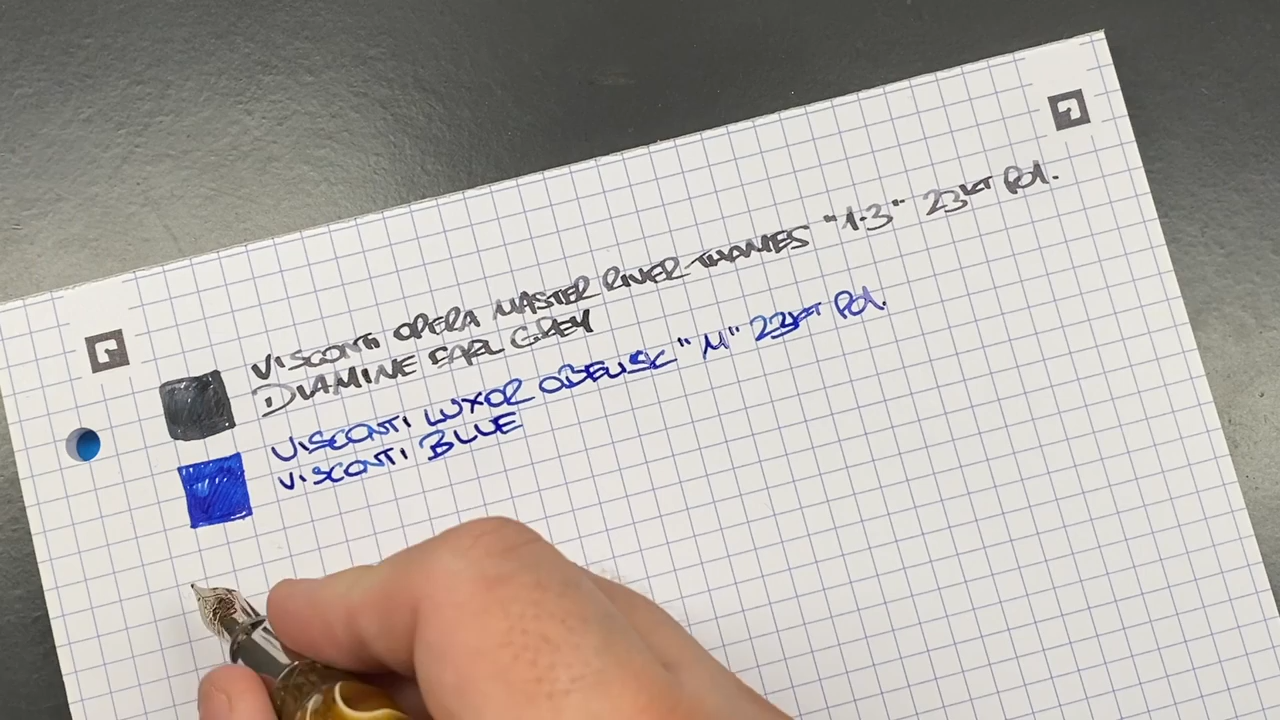 VISCONTI OPERA MASTER RIVER THAMES "1.3" 23KT Pd.
DIAMINE EARL GREY
VISCONTI LUXOR OBELISK "M" 23KT Pd.
VISCONTI BLUE